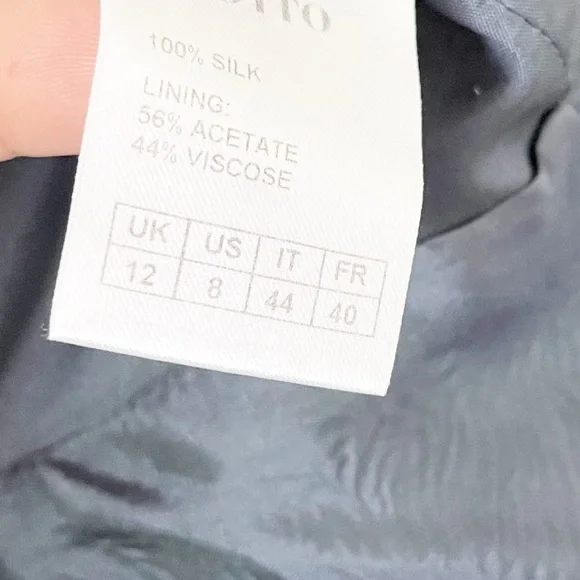 100% SILK
LINING:
56% ACETATE
44% VISCOSE
UK US IT FR
12 8 44 40